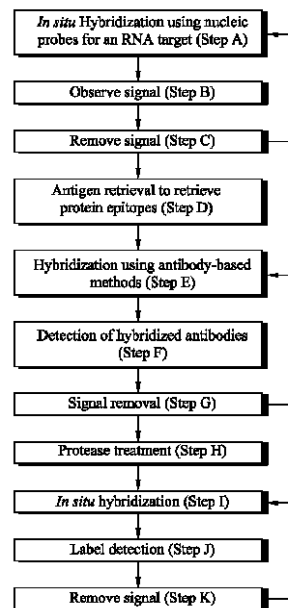 In situ Hybridization using nucleic
probes for an RNA target (Step A)
Observe signal (Step B)
Remove signal (Step C)
Antigen retrieval to retrieve
protein epitopes (Step D)
Hybridization using antibody-based
methods (Step E)
Detection of hybridized antibodies
(Step F)
Signal removal (Step G)
Protease treatment (Step H)
In situ hybridization (Step I)
Label detection (Step J)
Remove signal (Step K)